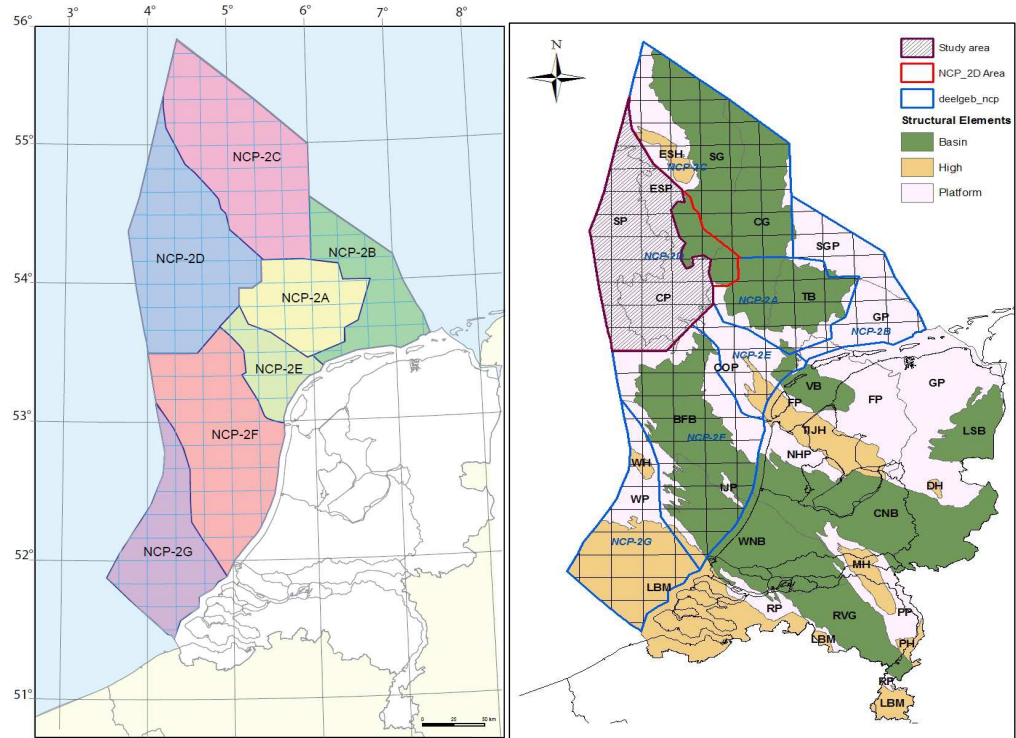 3° 4° 5° 6° 7° 8°
56°
55°
54°
53°
52°
51°
NCP-2C
NCP-2B
NCP-2D
NCP-2A
NCP-2E
NCP-2F
NCP-2G
0 25 50 km
N
Study area
NCP_2D Area
deelgeb_ncp
Structural Elements
Basin
High
Platform
ESH
SG
NCP-2C
ESP
SP
CG
SGP
NCP-2D
CP
NCP-2A
TB
GP
NCP-2B
NCP-2E
COP
VB
FP
FP
GP
BFB
TIJH
LSB
NCP-2F
NHP
WH
DH
WP
IJP
CNB
NCP-2G
WNB
MH
LBM
RP
RVG
PP
LBM
PH
RP
LBM